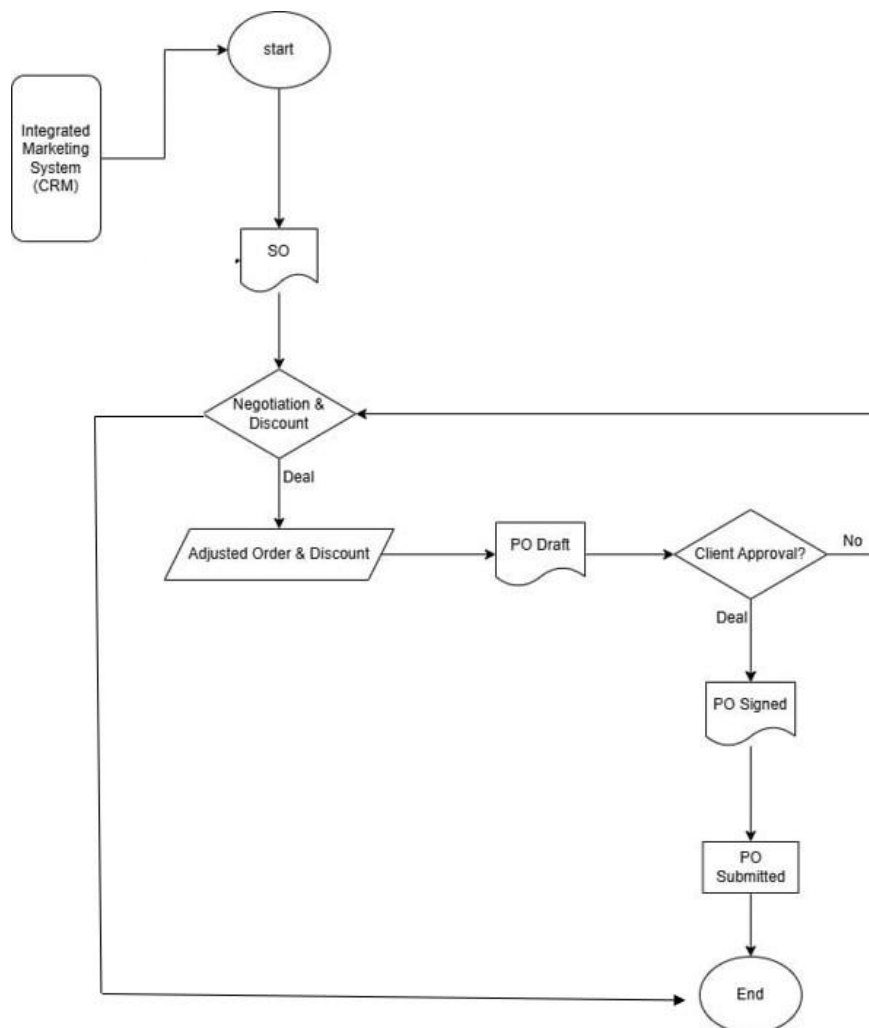 start
Integrated
Marketing
System
(CRM)
SO
Negotiation &
Discount
Deal
Adjusted Order & Discount
PO Draft
Client Approval?
No
Deal
PO Signed
PO
Submitted
End